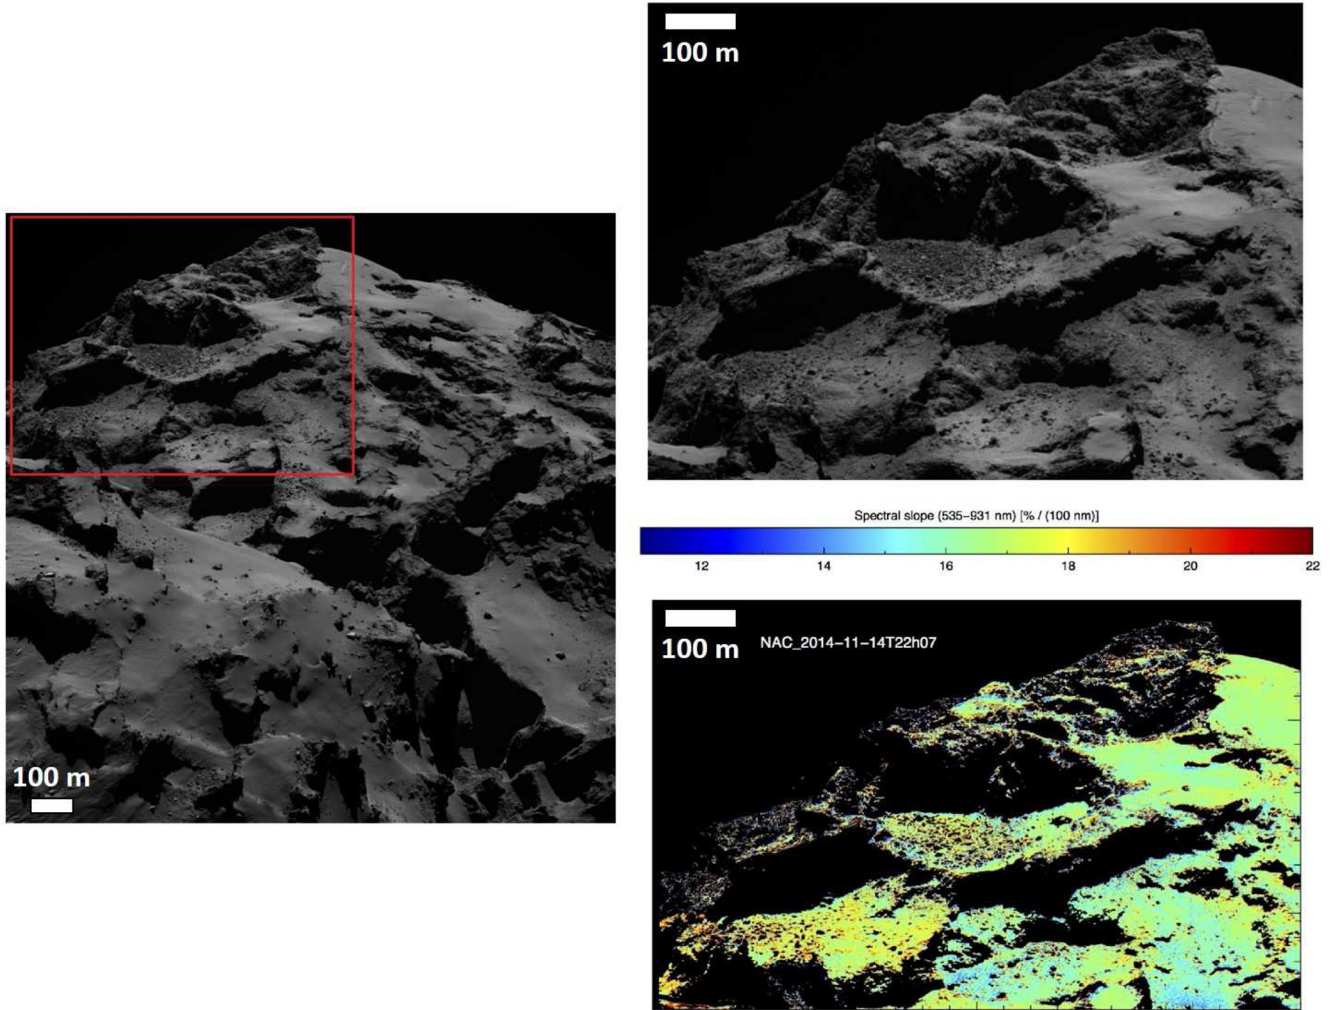 100 m
100 m
Spectral slope (535-931 nm) [% / (100 nm)]
12 14 16 18 20 22
100 m NAC_2014-11-14T22h07